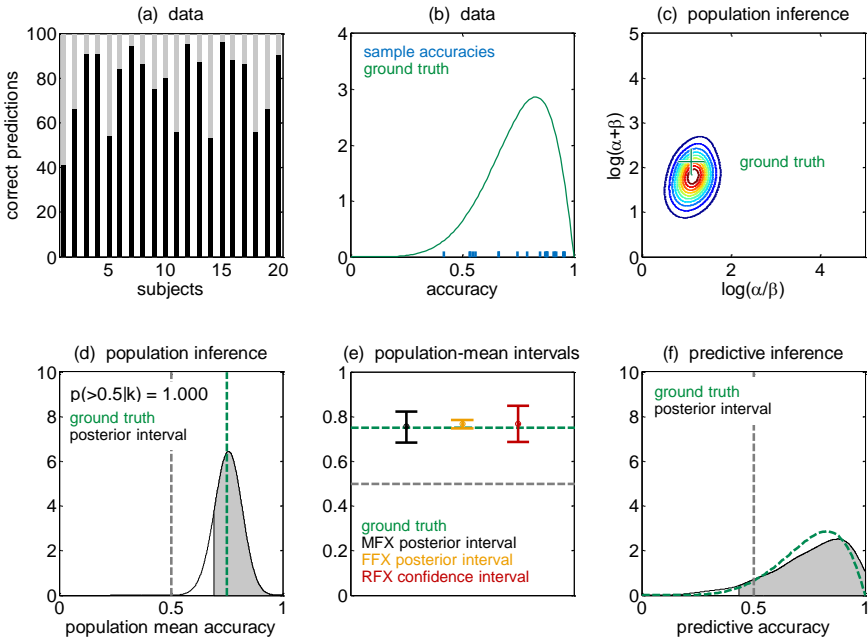 (a) data
correct predictions
100
80
60
40
20
0
5
10
15
20
subjects
(b) data
sample accuracies
ground truth
4
3
2
1
0
0
0.5
1
accuracy
(c) population inference
log(α+β)
5
4
3
2
1
0
ground truth
0
2
4
log(α/β)
(d) population inference
10
8
6
4
2
0
p(>0.5|k) = 1.000
ground truth
posterior interval
0
0.5
1
population mean accuracy
(e) population-mean intervals
1
0.8
0.6
0.4
0.2
0
ground truth
MFX posterior interval
FFX posterior interval
RFX confidence interval
(f) predictive inference
10
8
6
4
2
0
ground truth
posterior interval
0
0.5
1
predictive accuracy